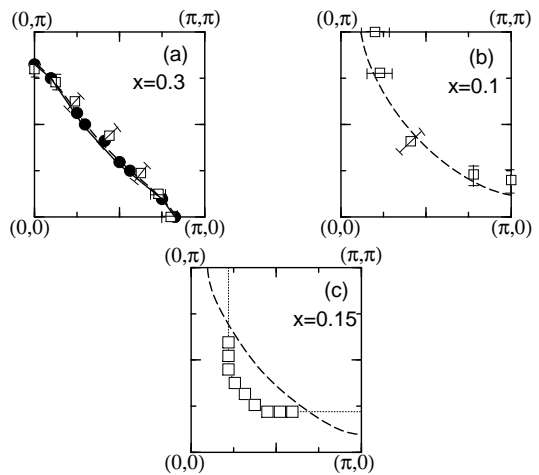 (0,π) (π,π)
(a)
x=0.3
(0,0) (π,0)
(0,π) (π,π)
(b)
x=0.1
(0,0) (π,0)
(0,π) (π,π)
(c)
x=0.15
(0,0) (π,0)